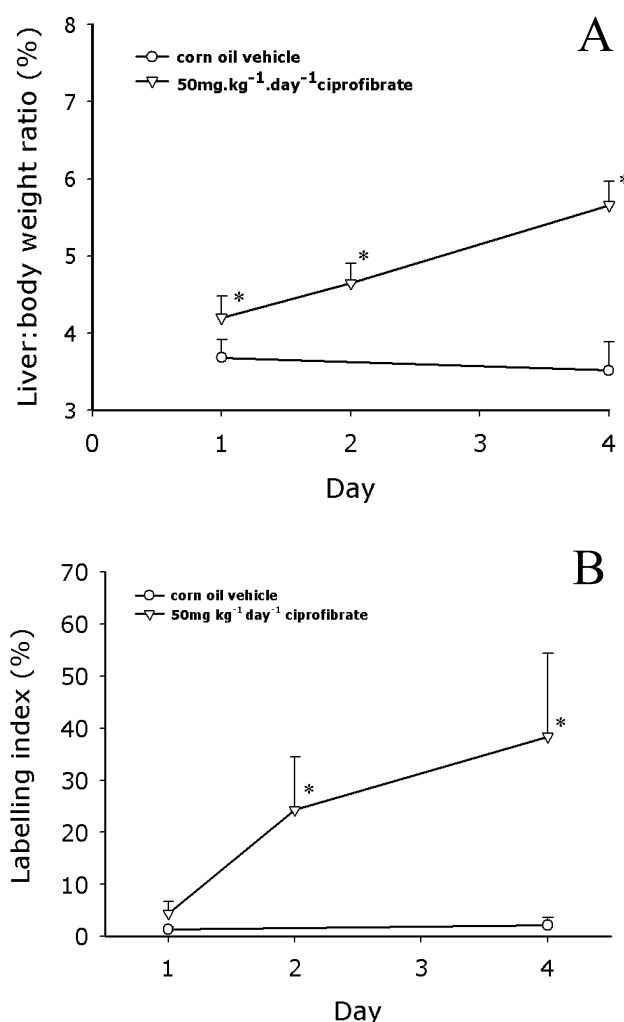 A
8
corn oil vehicle
50mg.kg⁻¹.day⁻¹ciprofibrate
7
6
*
5
*
*
4
3
0 1 2 3 4
Liver:body weight ratio (%)
Day
B
70
corn oil vehicle
50mg kg⁻¹ day⁻¹ ciprofibrate
60
50
40
*
30
*
20
10
0
1 2 3 4
Labelling index (%)
Day